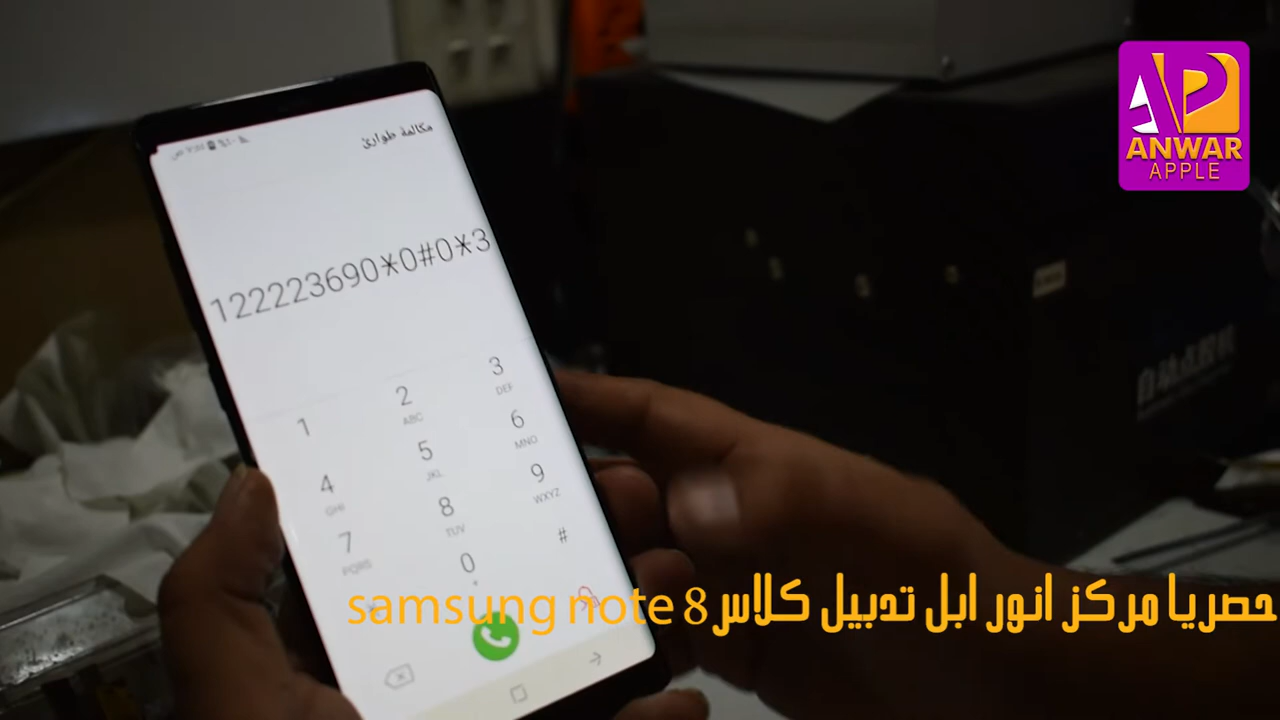 ANWAR
APPLE
مكالمة طوارئ
122223690*0#0*3
1
2
ABC
3
DEF
4
GHI
5
JKL
6
MNO
7
PQRS
8
TUV
9
WXYZ
0
#
حصريا مركز انور ابل تدبيل كلاس samsung note 8